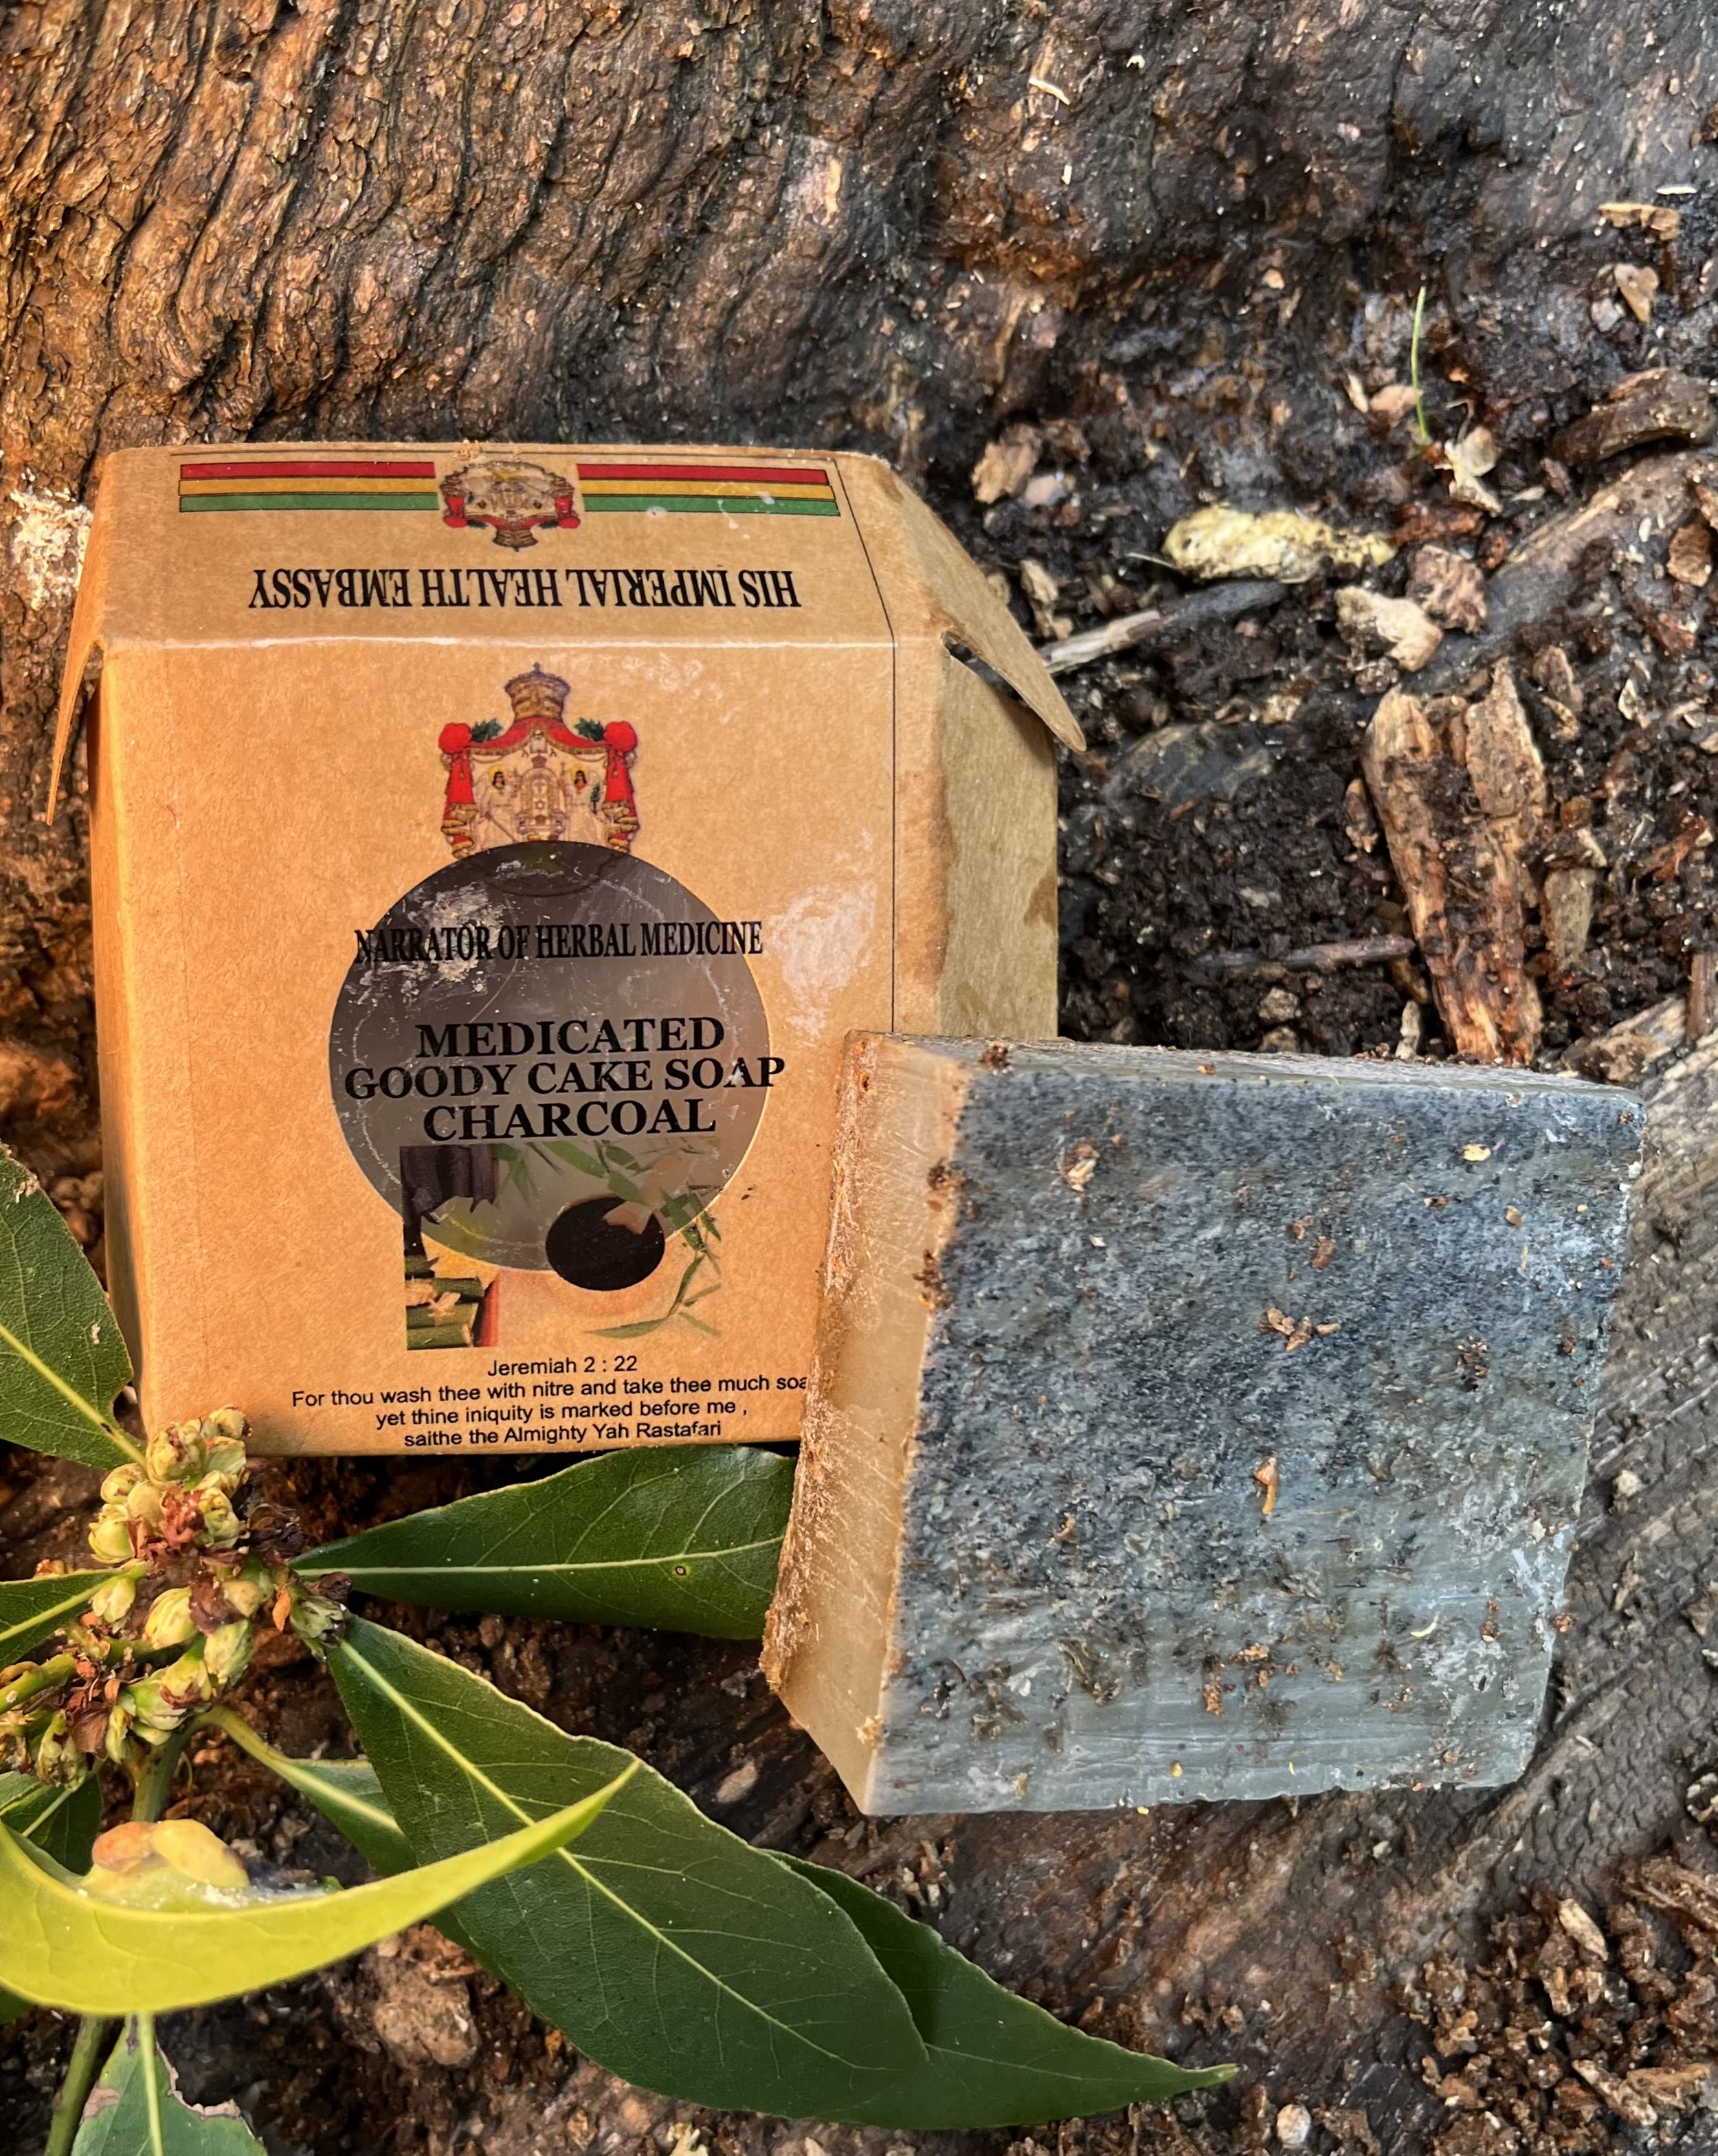 HIS IMPERIAL HEALTH EMBASSY
NARRATOR OF HERBAL MEDICINE
MEDICATED
GOODY CAKE SOAP
CHARCOAL
Jeremiah 2 : 22
For thou wash thee with nitre and take thee much soa
yet thine iniquity is marked before me ,
saithe the Almighty Yah Rastafari